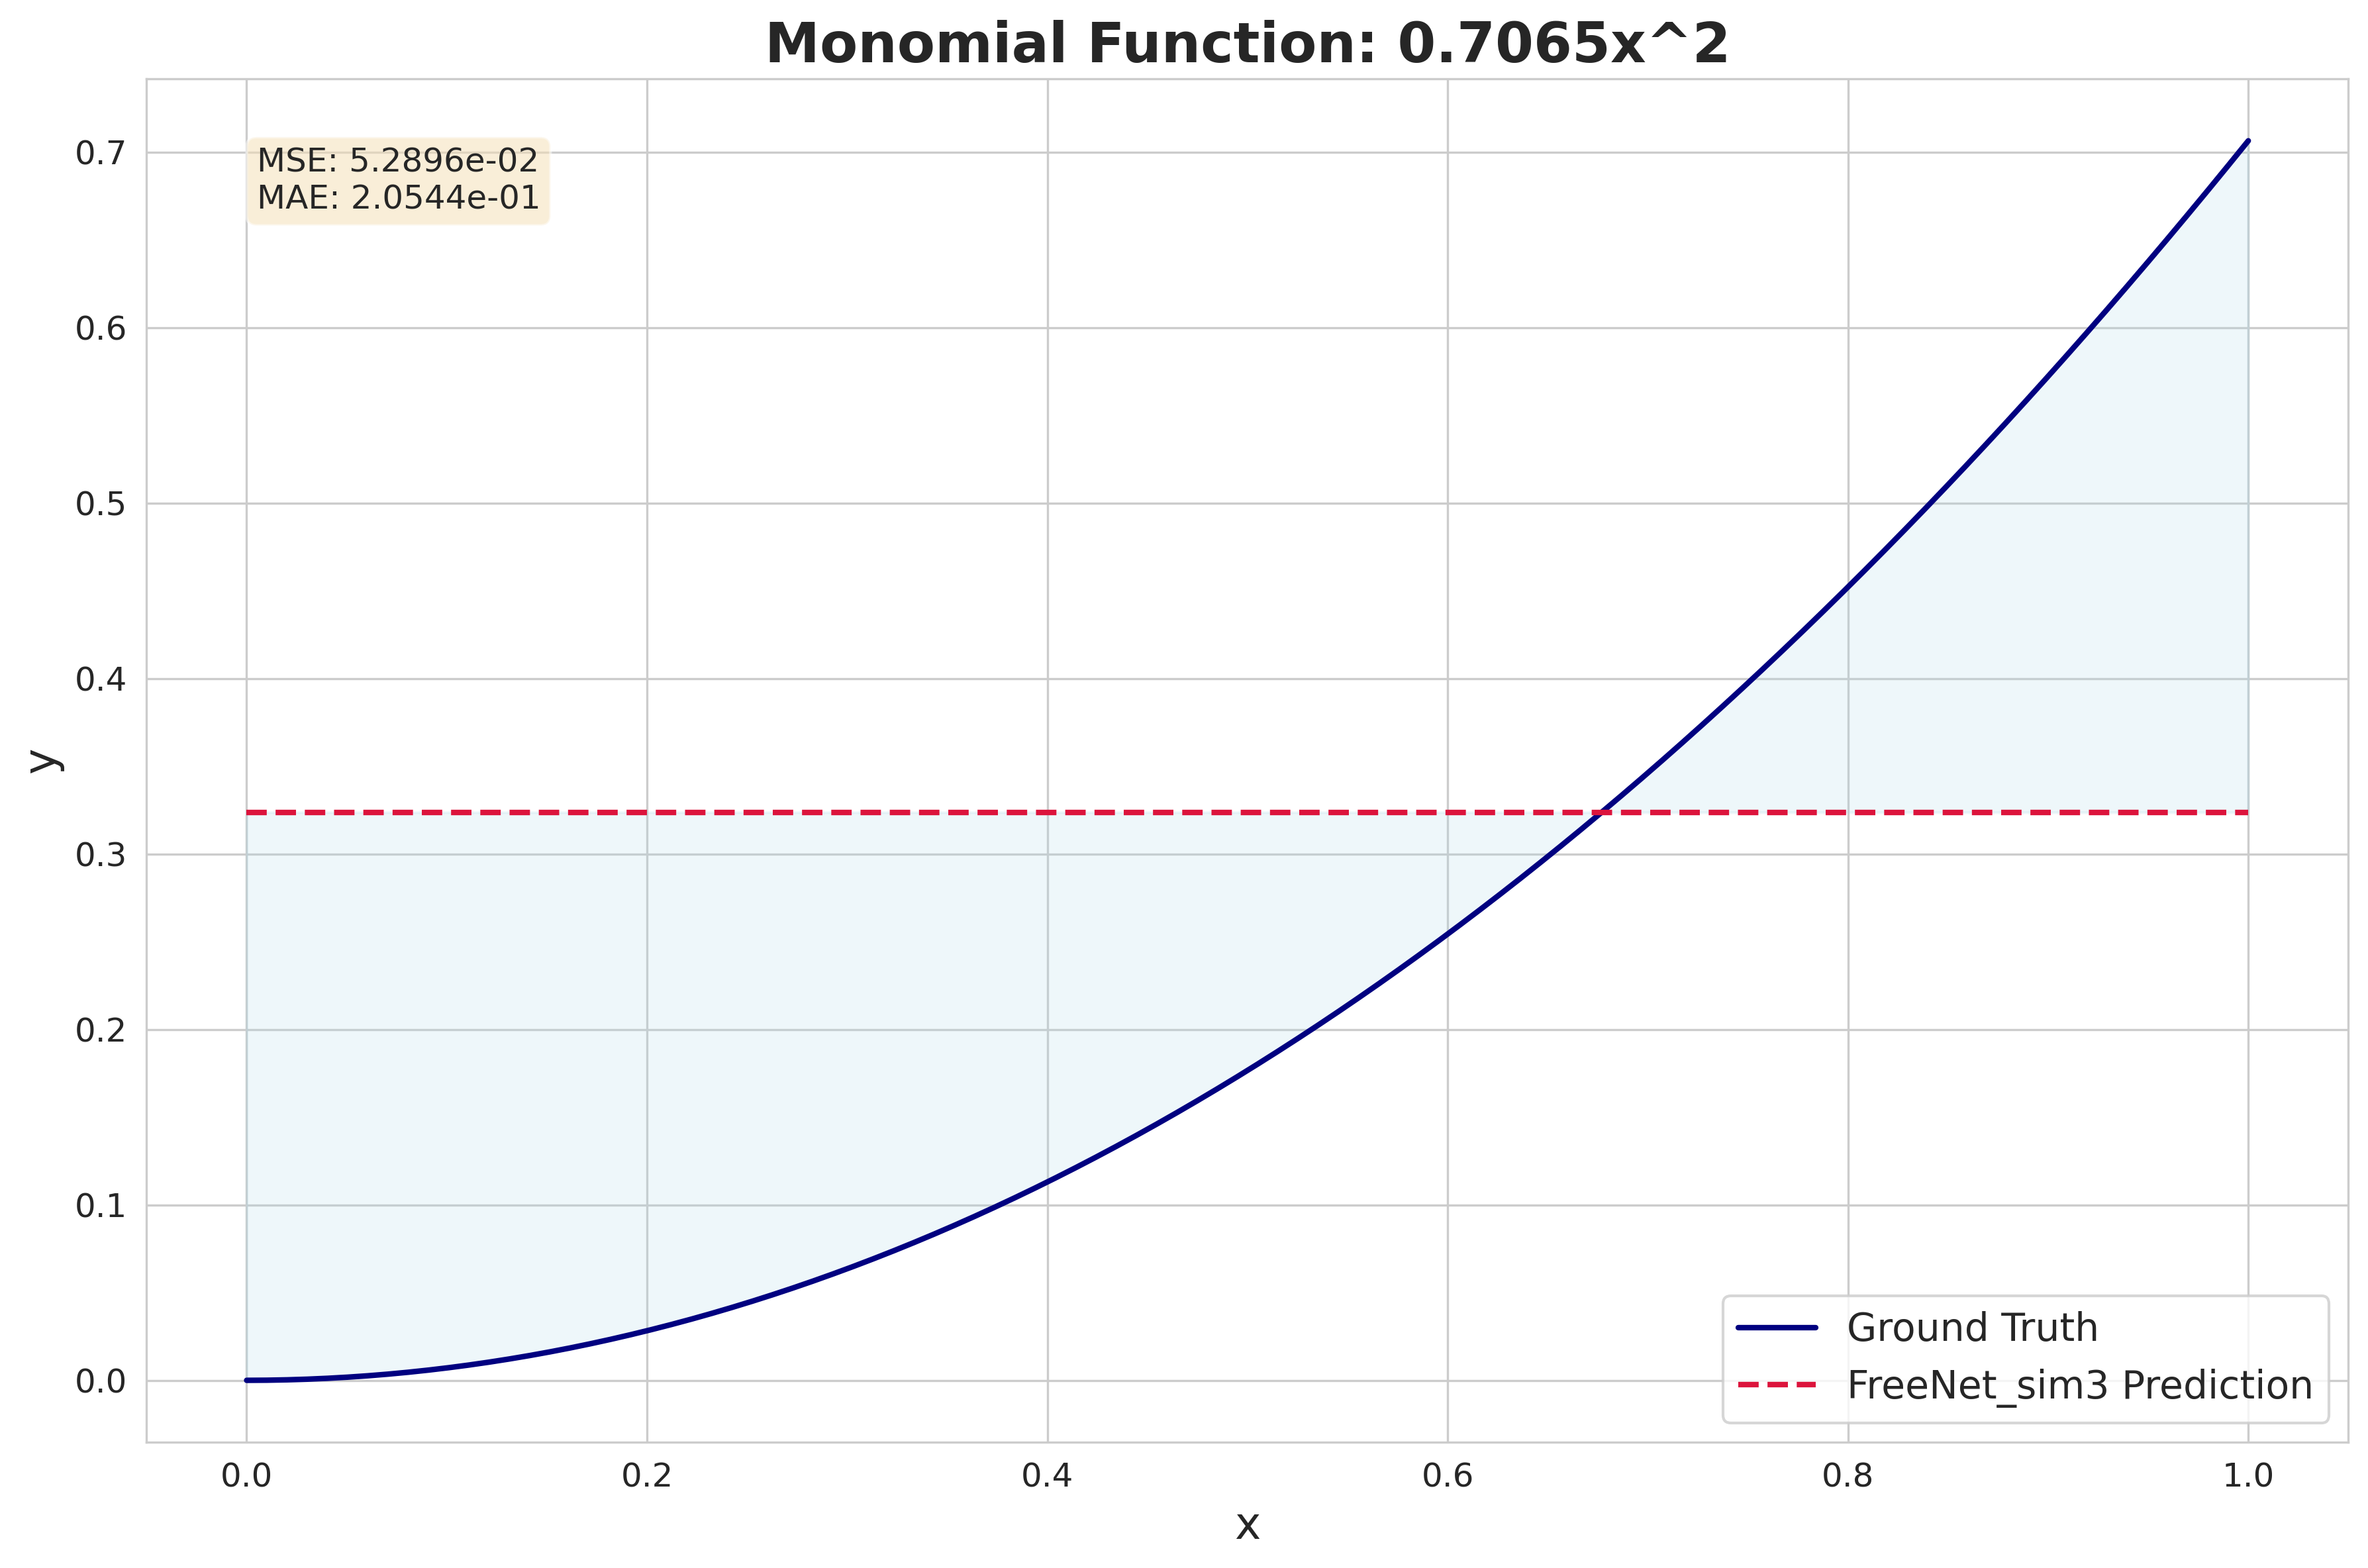 Monomial Function: 0.7065x^2
MSE: 5.2896e-02
MAE: 2.0544e-01
0.7
0.6
0.5
0.4
0.3
0.2
0.1
0.0
y
0.0 0.2 0.4 0.6 0.8 1.0
x
Ground Truth
FreeNet_sim3 Prediction